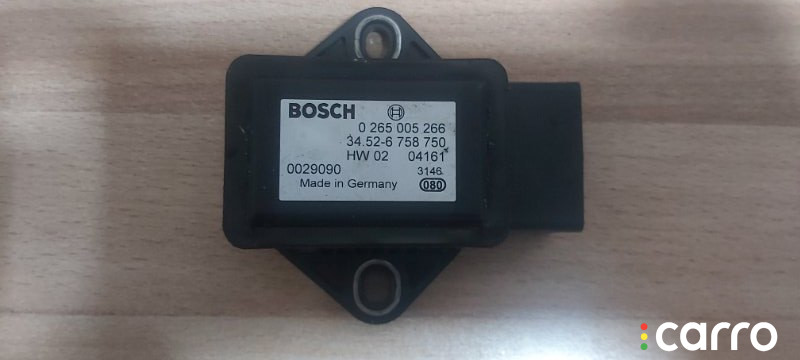 BOSCH
0 265 005 266
34.52-6 758 750
HW 02 04161
0029090 3146
Made in Germany 080
carro